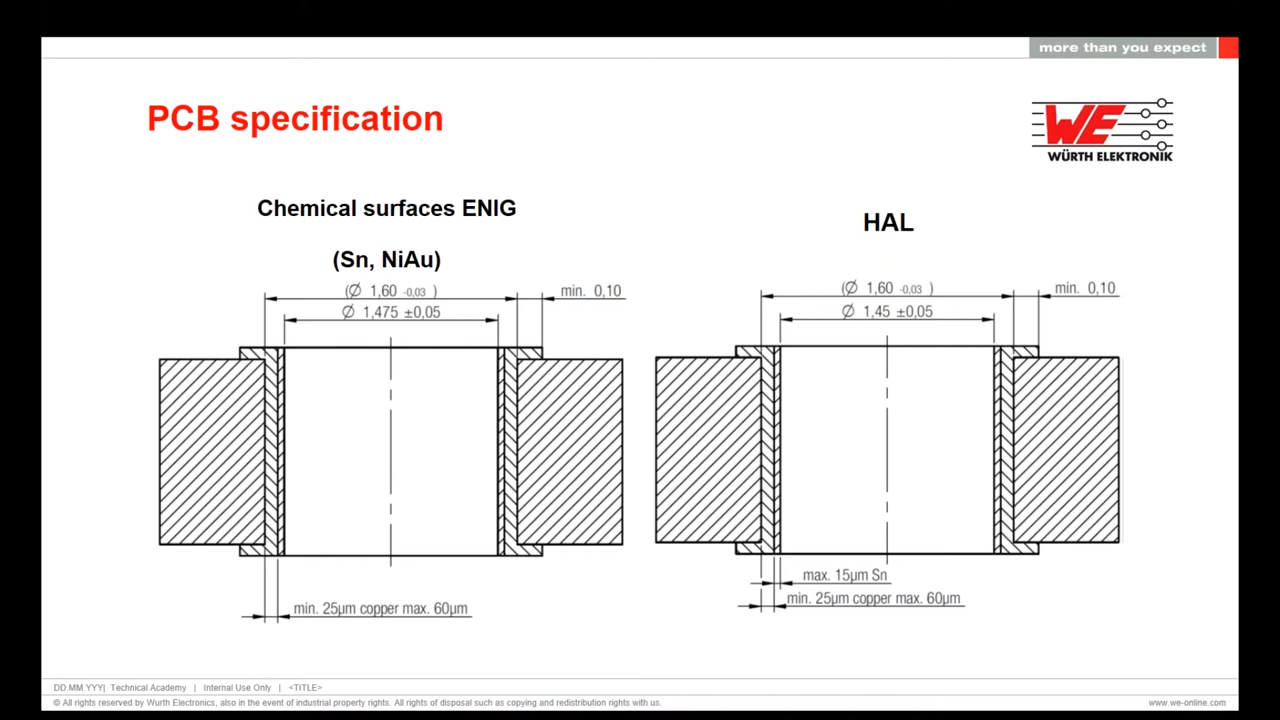 more than you expect
PCB specification
WE
WÜRTH ELEKTRONIK
Chemical surfaces ENIG
(Sn, NiAu)
HAL
(Ø 1,60 -0,03 )
min. 0,10
Ø 1,475 ±0,05
(Ø 1,60 -0,03 )
min. 0,10
Ø 1,45 ±0,05
min. 25µm copper max. 60µm
max. 15µm Sn
min. 25µm copper max. 60µm
DD.MM.YYY| Technical Academy | Internal Use Only | <TITLE>
© All rights reserved by Wurth Electronics, also in the event of industrial property rights. All rights of disposal such as copying and redistribution rights with us.
www.we-online.com